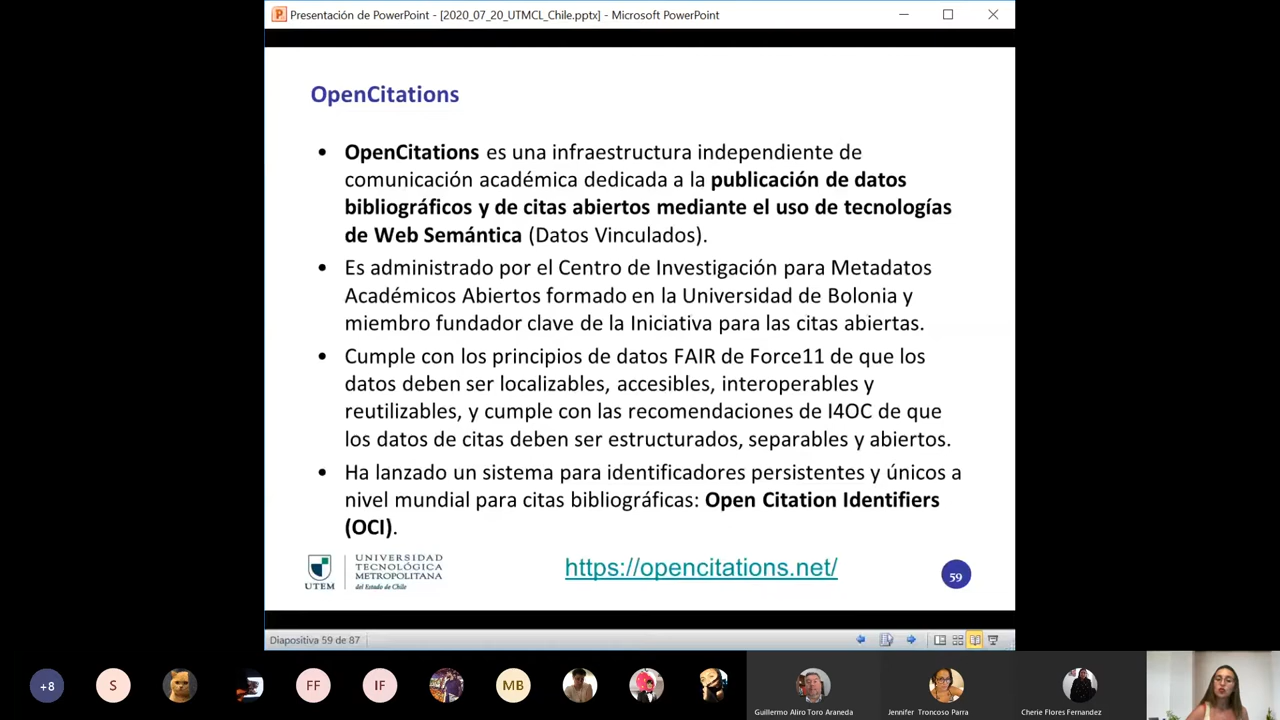 Presentación de PowerPoint - [2020_07_20_UTMCL_Chile.pptx] - Microsoft PowerPoint
OpenCitations
• OpenCitations es una infraestructura independiente de
comunicación académica dedicada a la publicación de datos
bibliográficos y de citas abiertos mediante el uso de tecnologías
de Web Semántica (Datos Vinculados).
• Es administrado por el Centro de Investigación para Metadatos
Académicos Abiertos formado en la Universidad de Bolonia y
miembro fundador clave de la Iniciativa para las citas abiertas.
• Cumple con los principios de datos FAIR de Force11 de que los
datos deben ser localizables, accesibles, interoperables y
reutilizables, y cumple con las recomendaciones de I4OC de que
los datos de citas deben ser estructurados, separables y abiertos.
• Ha lanzado un sistema para identificadores persistentes y únicos a
nivel mundial para citas bibliográficas: Open Citation Identifiers
(OCI).
UTEM
UNIVERSIDAD
TECNOLÓGICA
METROPOLITANA
del Estado de Chile
https://opencitations.net/
59
Diapositiva 59 de 87
+8
S
FF
IF
MB
Guillermo Aliro Toro Araneda
Jennifer Troncoso Parra
Cherie Flores Fernandez